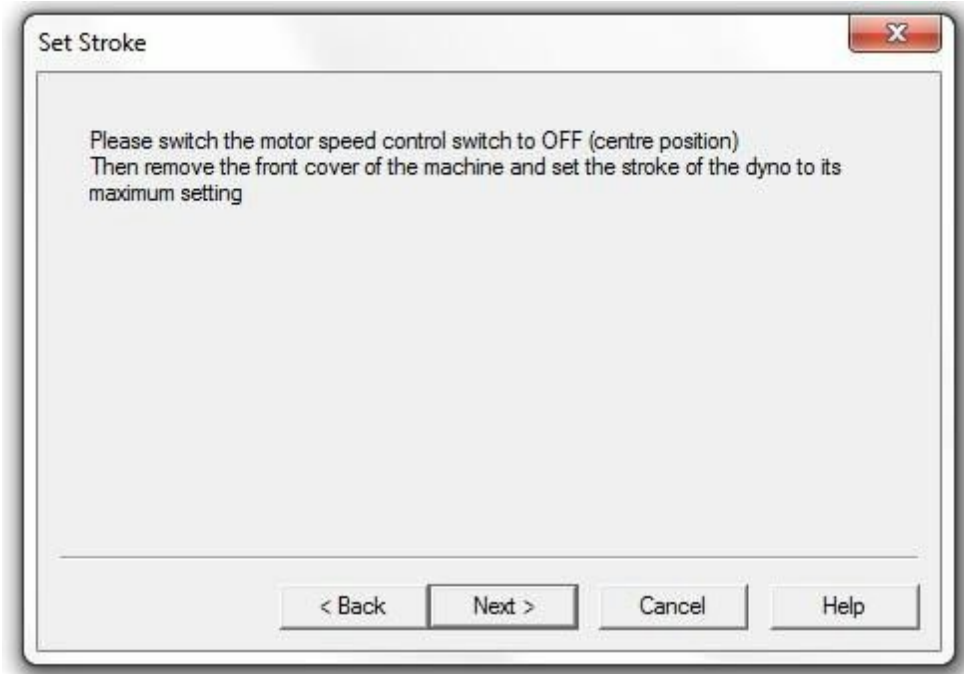 Set Stroke
Please switch the motor speed control switch to OFF (centre position)
Then remove the front cover of the machine and set the stroke of the dyno to its
maximum setting
< Back
Next >
Cancel
Help